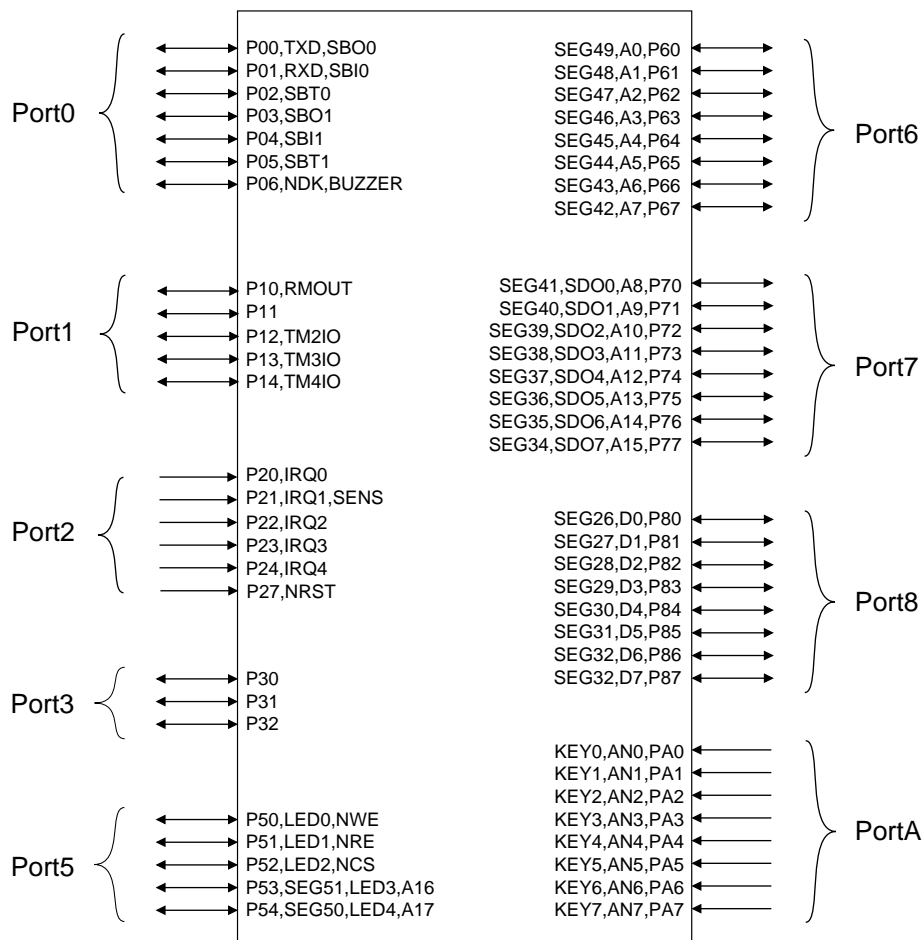 Port0
P00,TXD,SBO0
P01,RXD,SBI0
P02,SBT0
P03,SBO1
P04,SBI1
P05,SBT1
P06,NDK,BUZZER
Port1
P10,RMOUT
P11
P12,TM2IO
P13,TM3IO
P14,TM4IO
Port2
P20,IRQ0
P21,IRQ1,SENS
P22,IRQ2
P23,IRQ3
P24,IRQ4
P27,NRST
Port3
P30
P31
P32
Port5
P50,LED0,NWE
P51,LED1,NRE
P52,LED2,NCS
P53,SEG51,LED3,A16
P54,SEG50,LED4,A17
SEG49,A0,P60
SEG48,A1,P61
SEG47,A2,P62
SEG46,A3,P63
SEG45,A4,P64
SEG44,A5,P65
SEG43,A6,P66
SEG42,A7,P67
Port6
SEG41,SDO0,A8,P70
SEG40,SDO1,A9,P71
SEG39,SDO2,A10,P72
SEG38,SDO3,A11,P73
SEG37,SDO4,A12,P74
SEG36,SDO5,A13,P75
SEG35,SDO6,A14,P76
SEG34,SDO7,A15,P77
Port7
SEG26,D0,P80
SEG27,D1,P81
SEG28,D2,P82
SEG29,D3,P83
SEG30,D4,P84
SEG31,D5,P85
SEG32,D6,P86
SEG32,D7,P87
Port8
KEY0,AN0,PA0
KEY1,AN1,PA1
KEY2,AN2,PA2
KEY3,AN3,PA3
KEY4,AN4,PA4
KEY5,AN5,PA5
KEY6,AN6,PA6
KEY7,AN7,PA7
PortA